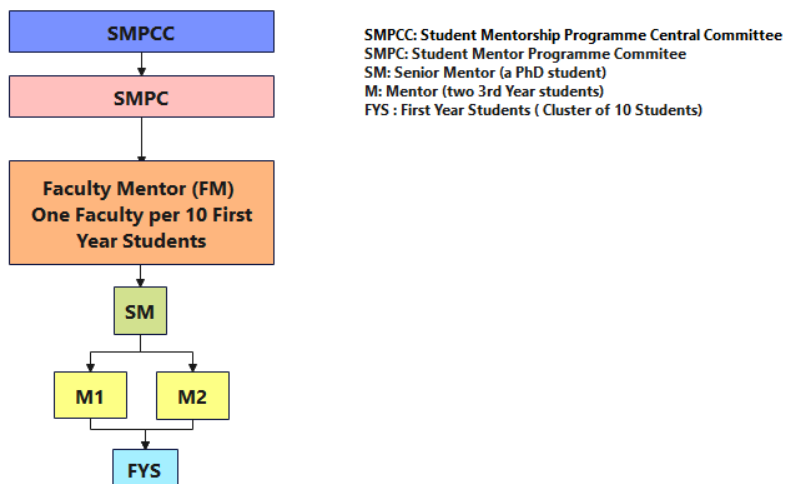 SMPCC
SMPC
Faculty Mentor (FM)
One Faculty per 10 First
Year Students
SM
M1
M2
FYS
SMPCC: Student Mentorship Programme Central Committee
SMPC: Student Mentor Programme Commitee
SM: Senior Mentor (a PhD student)
M: Mentor (two 3rd Year students)
FYS : First Year Students ( Cluster of 10 Students)